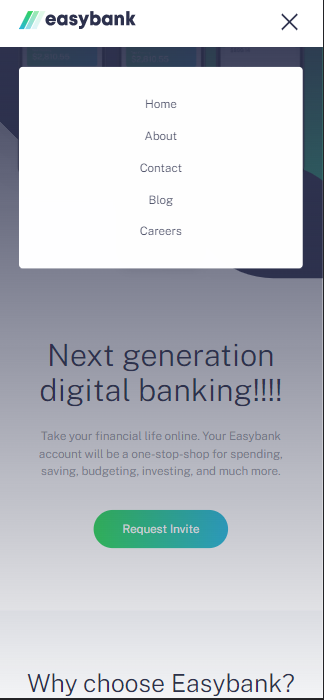 easybank
Home
About
Contact
Blog
Careers
Next generation
digital banking!!!!
Take your financial life online. Your Easybank
account will be a one-stop-shop for spending,
saving, budgeting, investing, and much more.
Request Invite
Why choose Easybank?